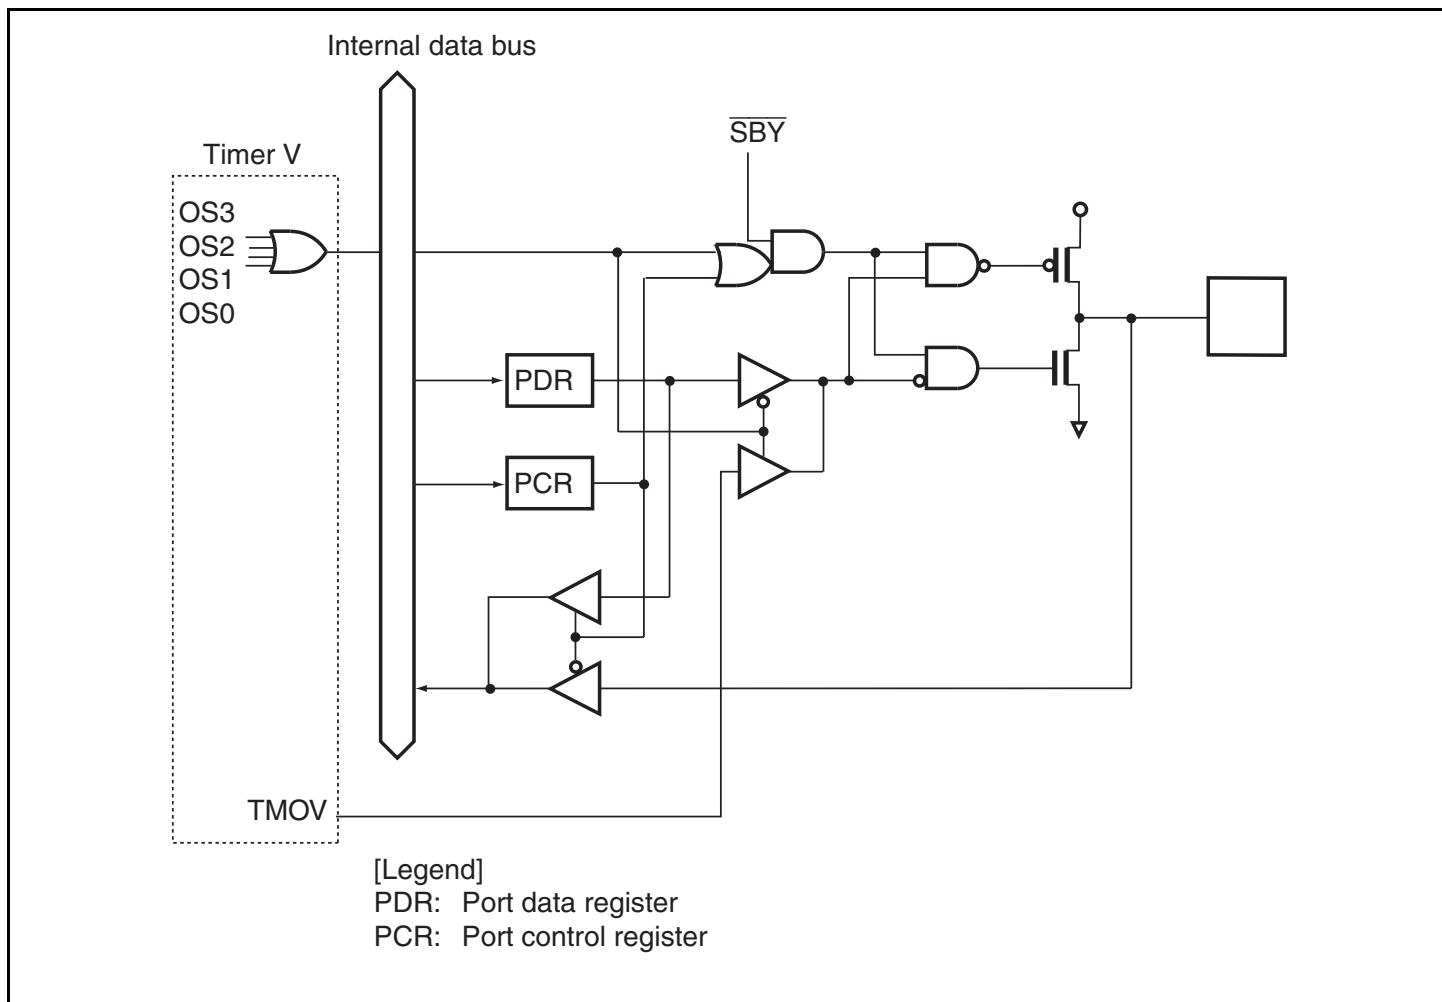 Internal data bus
SBY
Timer V
OS3
OS2
OS1
OS0
PDR
PCR
TMOV
[Legend]
PDR: Port data register
PCR: Port control register